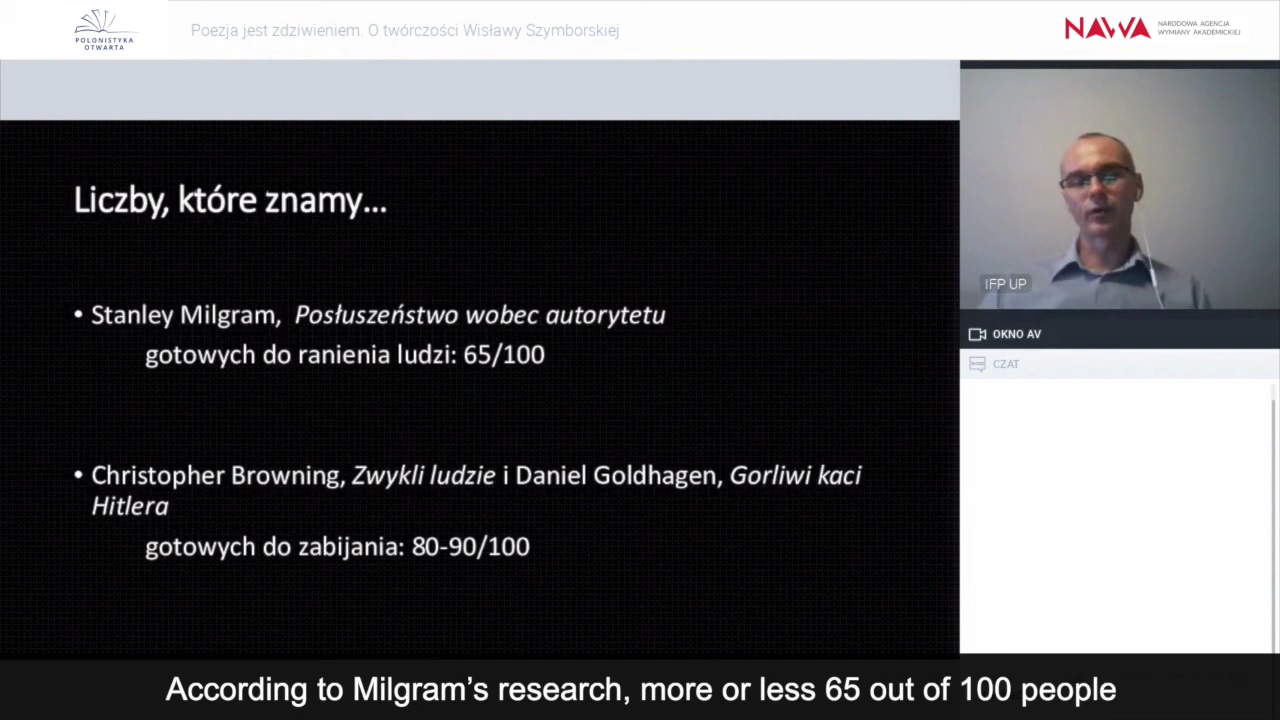 POLONISTYKA
OTWARTA
Poezja jest zdziwieniem. O twórczości Wisławy Szymborskiej
NAWA
NARODOWA AGENCJA
WYMIANY AKADEMICKIEJ
Liczby, które znamy...
• Stanley Milgram, Posłuszeństwo wobec autorytetu
gotowych do ranienia ludzi: 65/100
• Christopher Browning, Zwykli ludzie i Daniel Goldhagen, Gorliwi kaci
Hitlera
gotowych do zabijania: 80-90/100
IFP UP
OKNO AV
CZAT
According to Milgram’s research, more or less 65 out of 100 people